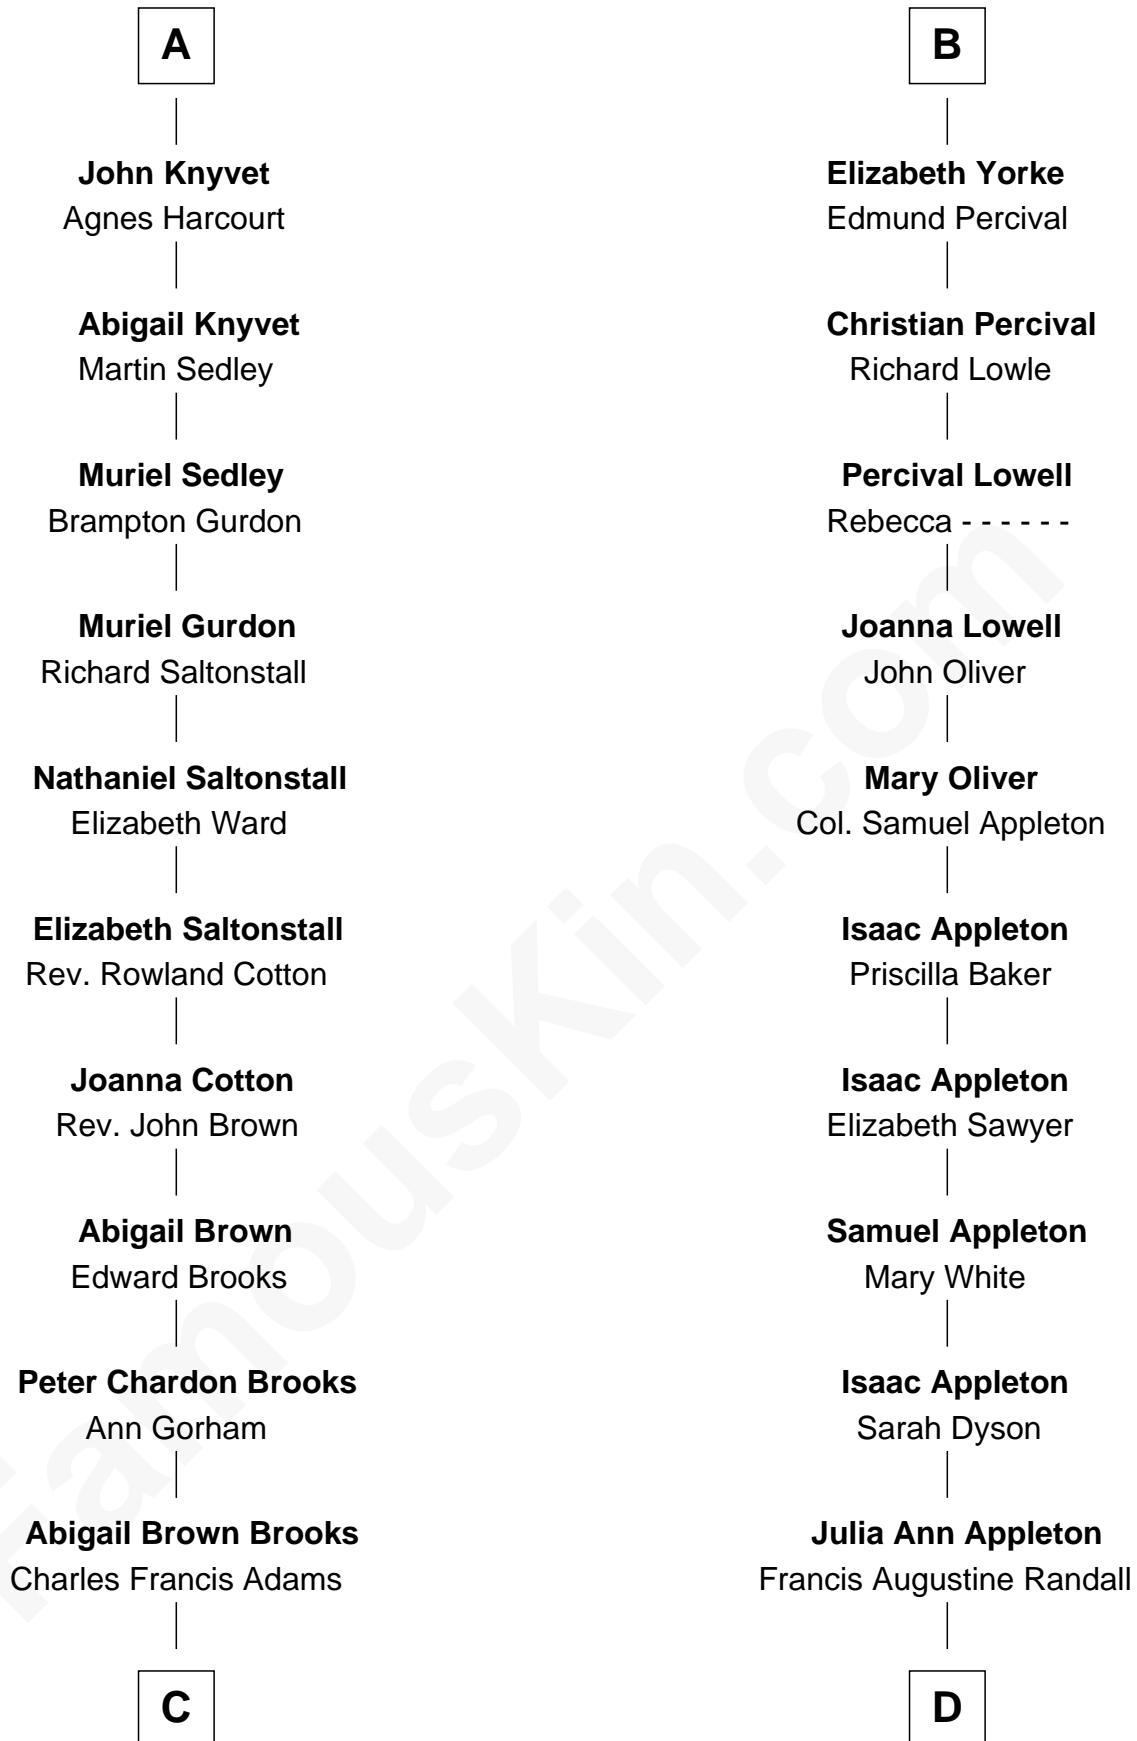 A
John Knyvet
Agnes Harcourt
Abigail Knyvet
Martin Sedley
Muriel Sedley
Brampton Gurdon
Muriel Gurdon
Richard Saltonstall
Nathaniel Saltonstall
Elizabeth Ward
Elizabeth Saltonstall
Rev. Rowland Cotton
Joanna Cotton
Rev. John Brown
Abigail Brown
Edward Brooks
Peter Chardon Brooks
Ann Gorham
Abigail Brown Brooks
Charles Francis Adams
C
B
Elizabeth Yorke
Edmund Percival
Christian Percival
Richard Lowle
Percival Lowell
Rebecca - - - - - -
Joanna Lowell
John Oliver
Mary Oliver
Col. Samuel Appleton
Isaac Appleton
Priscilla Baker
Isaac Appleton
Elizabeth Sawyer
Samuel Appleton
Mary White
Isaac Appleton
Sarah Dyson
Julia Ann Appleton
Francis Augustine Randall
D
FamousKin.com